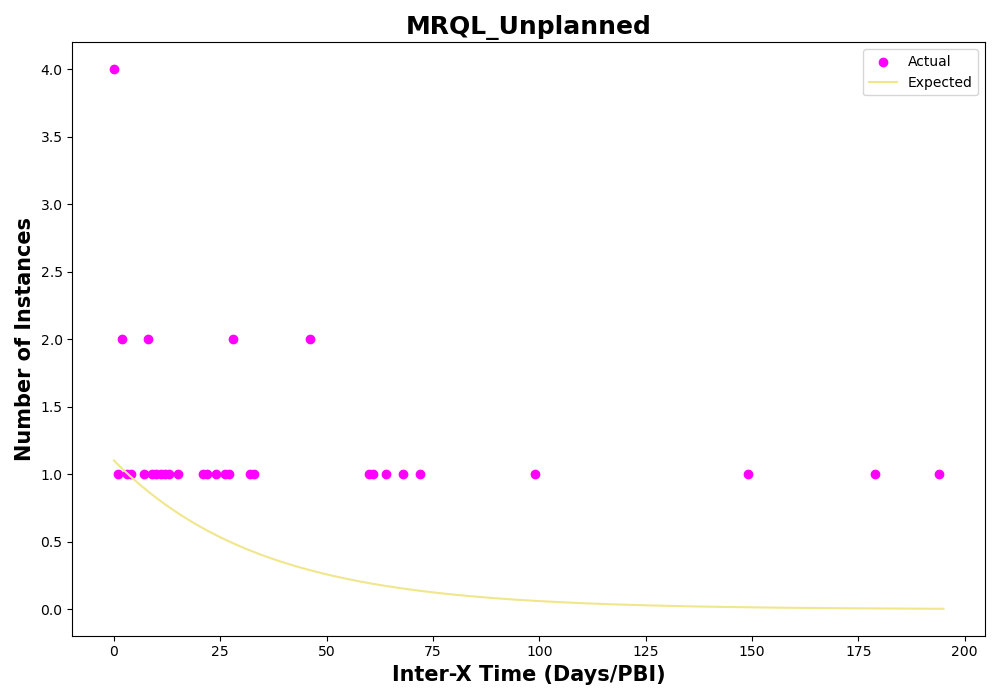 MRQL_Unplanned
Actual
Expected
4.0
3.5
3.0
2.5
2.0
1.5
1.0
0.5
0.0
Number of Instances
0 25 50 75 100 125 150 175 200
Inter-X Time (Days/PBI)